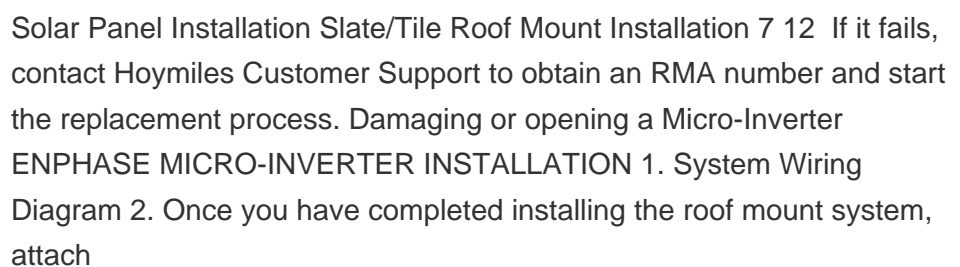 Solar Panel Installation Slate/Tile Roof Mount Installation 7 12  If it fails,
contact Hoymiles Customer Support to obtain an RMA number and start
the replacement process. Damaging or opening a Micro-Inverter
ENPHASE MICRO-INVERTER INSTALLATION 1. System Wiring
Diagram 2. Once you have completed installing the roof mount system,
attach